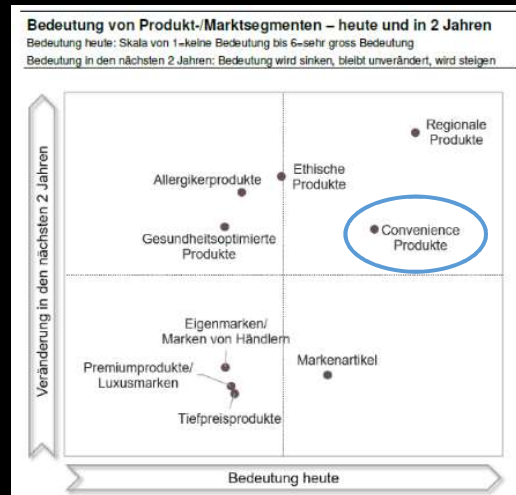 Bedeutung von Produkt-/Marktsegmenten – heute und in 2 Jahren
Bedeutung heute: Skala von 1=keine Bedeutung bis 6=sehr gross Bedeutung
Bedeutung in den nächsten 2 Jahren: Bedeutung wird sinken, bleibt unverändert, wird steigen
Veränderung in den nächsten 2 Jahren
Regionale
Produkte
Ethische
Produkte
Allergikerprodukte
Convenience
Produkte
Gesundheitsoptimierte
Produkte
Eigenmarken/
Marken von Händlern
Premiumprodukte/
Luxusmarken
Markenartikel
Tiefpreisprodukte
Bedeutung heute